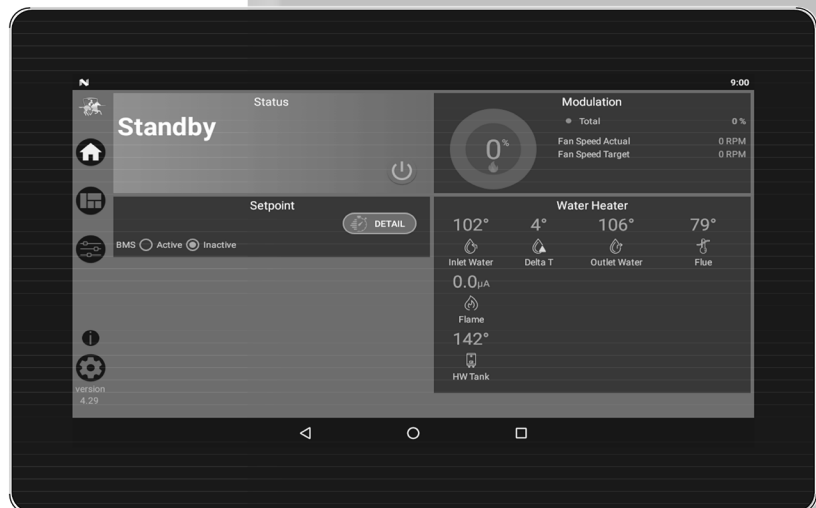 9:00
Status
Standby
Modulation
Total 0 %
0%
Fan Speed Actual 0 RPM
Fan Speed Target 0 RPM
Setpoint
DETAIL
BMS Active Inactive
Water Heater
102° 4° 106° 79°
Inlet Water Delta T Outlet Water Flue
0.0µA
Flame
142°
HW Tank
version
4.29